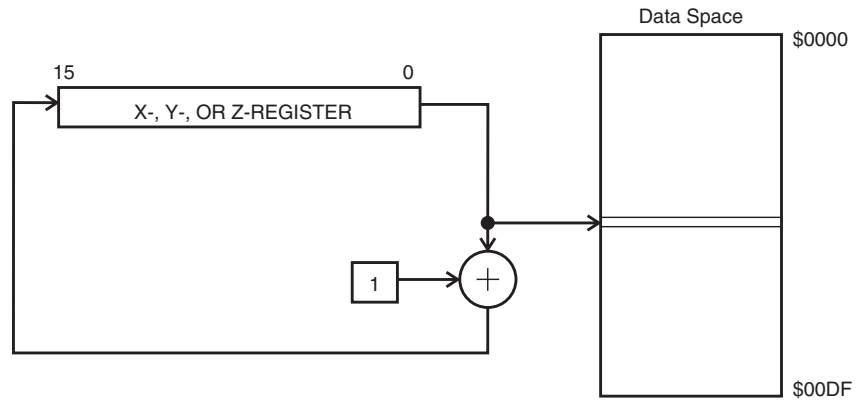 Data Space
$0000
15 0
X-, Y-, OR Z-REGISTER
1
+
$00DF